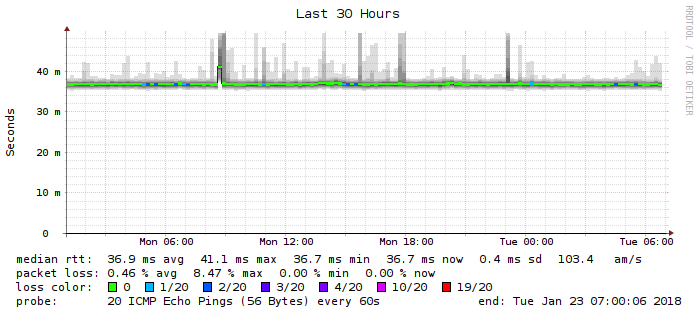 Last 30 Hours
RRDTOOL / TOBI OETIKER
Seconds
40 m
30 m
20 m
10 m
0
Mon 06:00 Mon 12:00 Mon 18:00 Tue 00:00 Tue 06:00
median rtt: 36.9 ms avg 41.1 ms max 36.7 ms min 36.7 ms now 0.4 ms sd 103.4 am/s
packet loss: 0.46 % avg 8.47 % max 0.00 % min 0.00 % now
loss color: 0 1/20 2/20 3/20 4/20 10/20 19/20
probe: 20 ICMP Echo Pings (56 Bytes) every 60s end: Tue Jan 23 07:00:06 2018